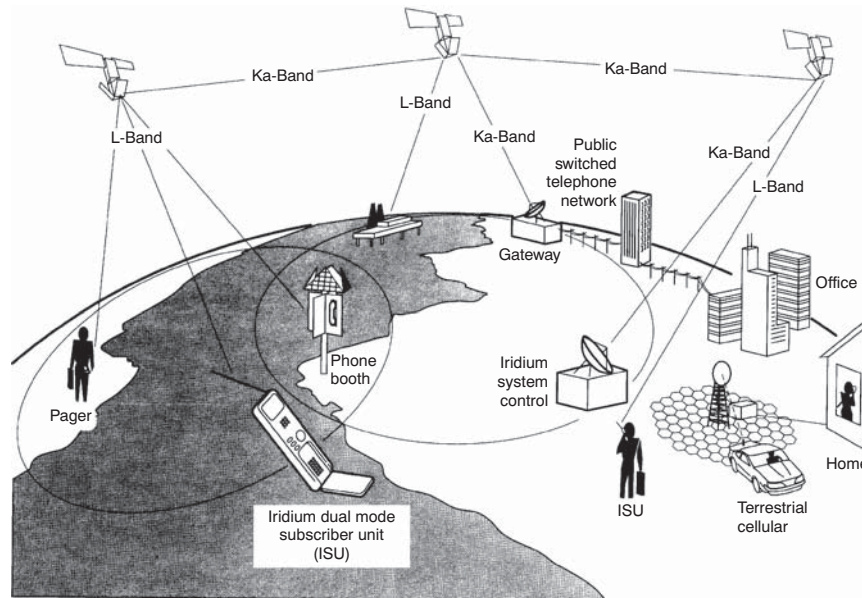 Ka-Band
Ka-Band
L-Band
L-Band
Ka-Band
Public
switched
telephone
network
Ka-Band
L-Band
Gateway
Office
Phone
booth
Iridium
system
control
Pager
Home
ISU
Terrestrial
cellular
Iridium dual mode
subscriber unit
(ISU)